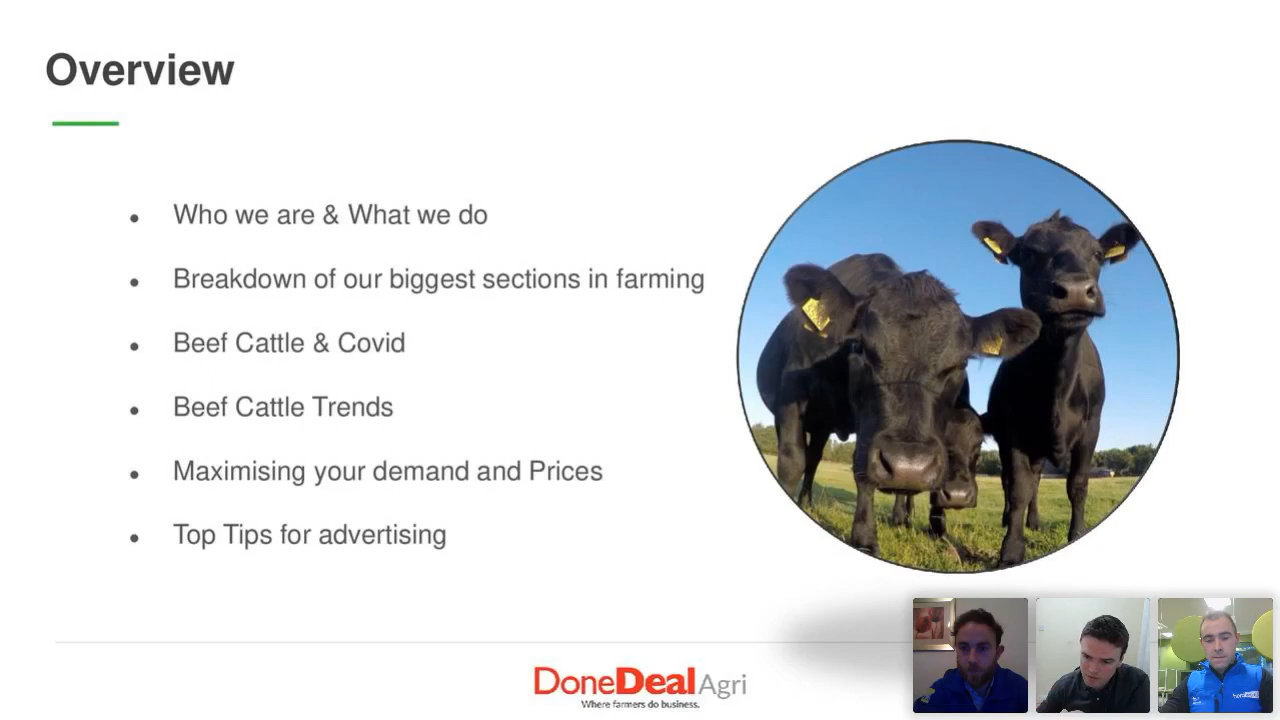 Overview
Who we are & What we do
Breakdown of our biggest sections in farming
Beef Cattle & Covid
Beef Cattle Trends
Maximising your demand and Prices
Top Tips for advertising
DoneDeal Agri
Where farmers do business.